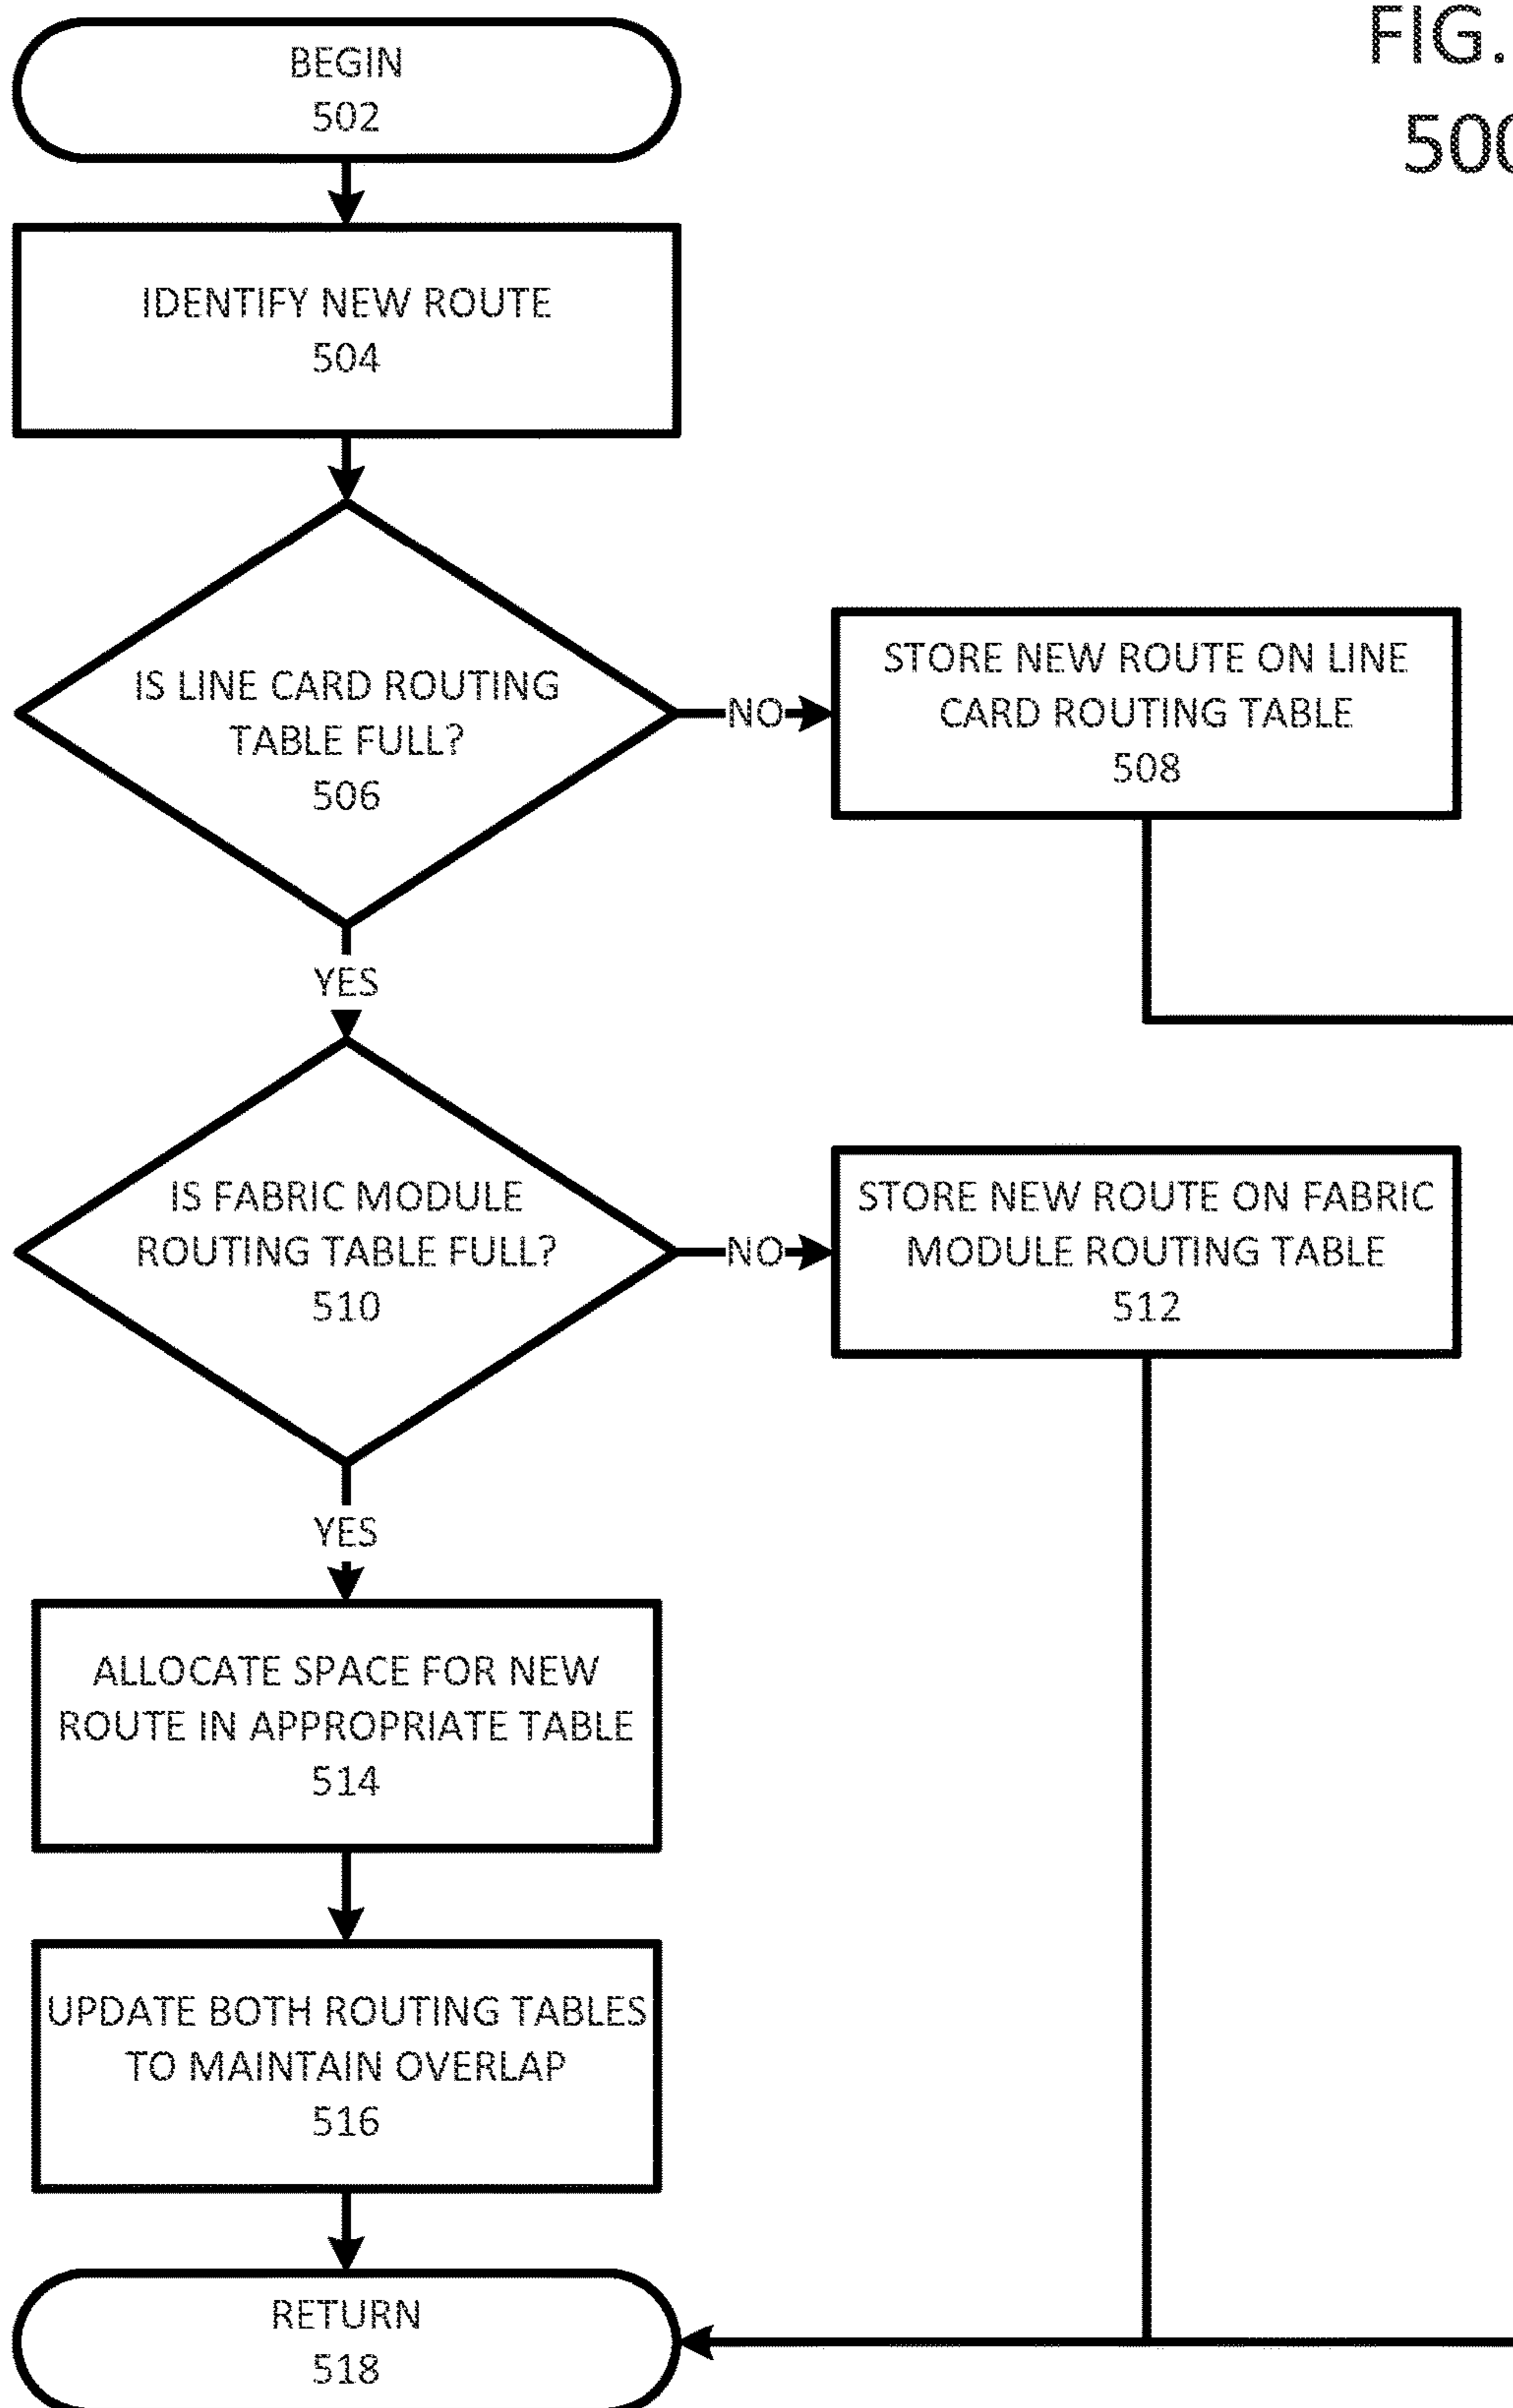 FIG.
500
BEGIN
502
IDENTIFY NEW ROUTE
504
IS LINE CARD ROUTING
TABLE FULL?
506
NO
STORE NEW ROUTE ON LINE
CARD ROUTING TABLE
508
YES
IS FABRIC MODULE
ROUTING TABLE FULL?
510
NO
STORE NEW ROUTE ON FABRIC
MODULE ROUTING TABLE
512
YES
ALLOCATE SPACE FOR NEW
ROUTE IN APPROPRIATE TABLE
514
UPDATE BOTH ROUTING TABLES
TO MAINTAIN OVERLAP
516
RETURN
518